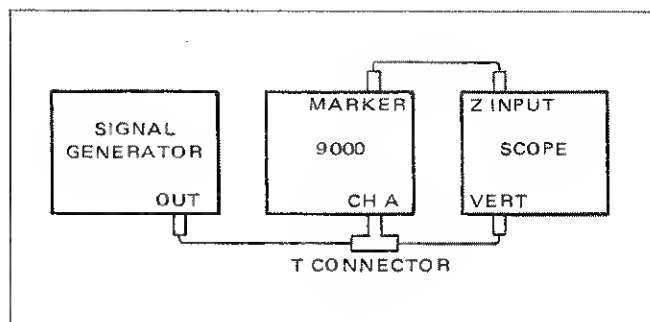 SIGNAL
GENERATOR
OUT
MARKER
9000
CH A
Z INPUT
SCOPE
VERT
T CONNECTOR